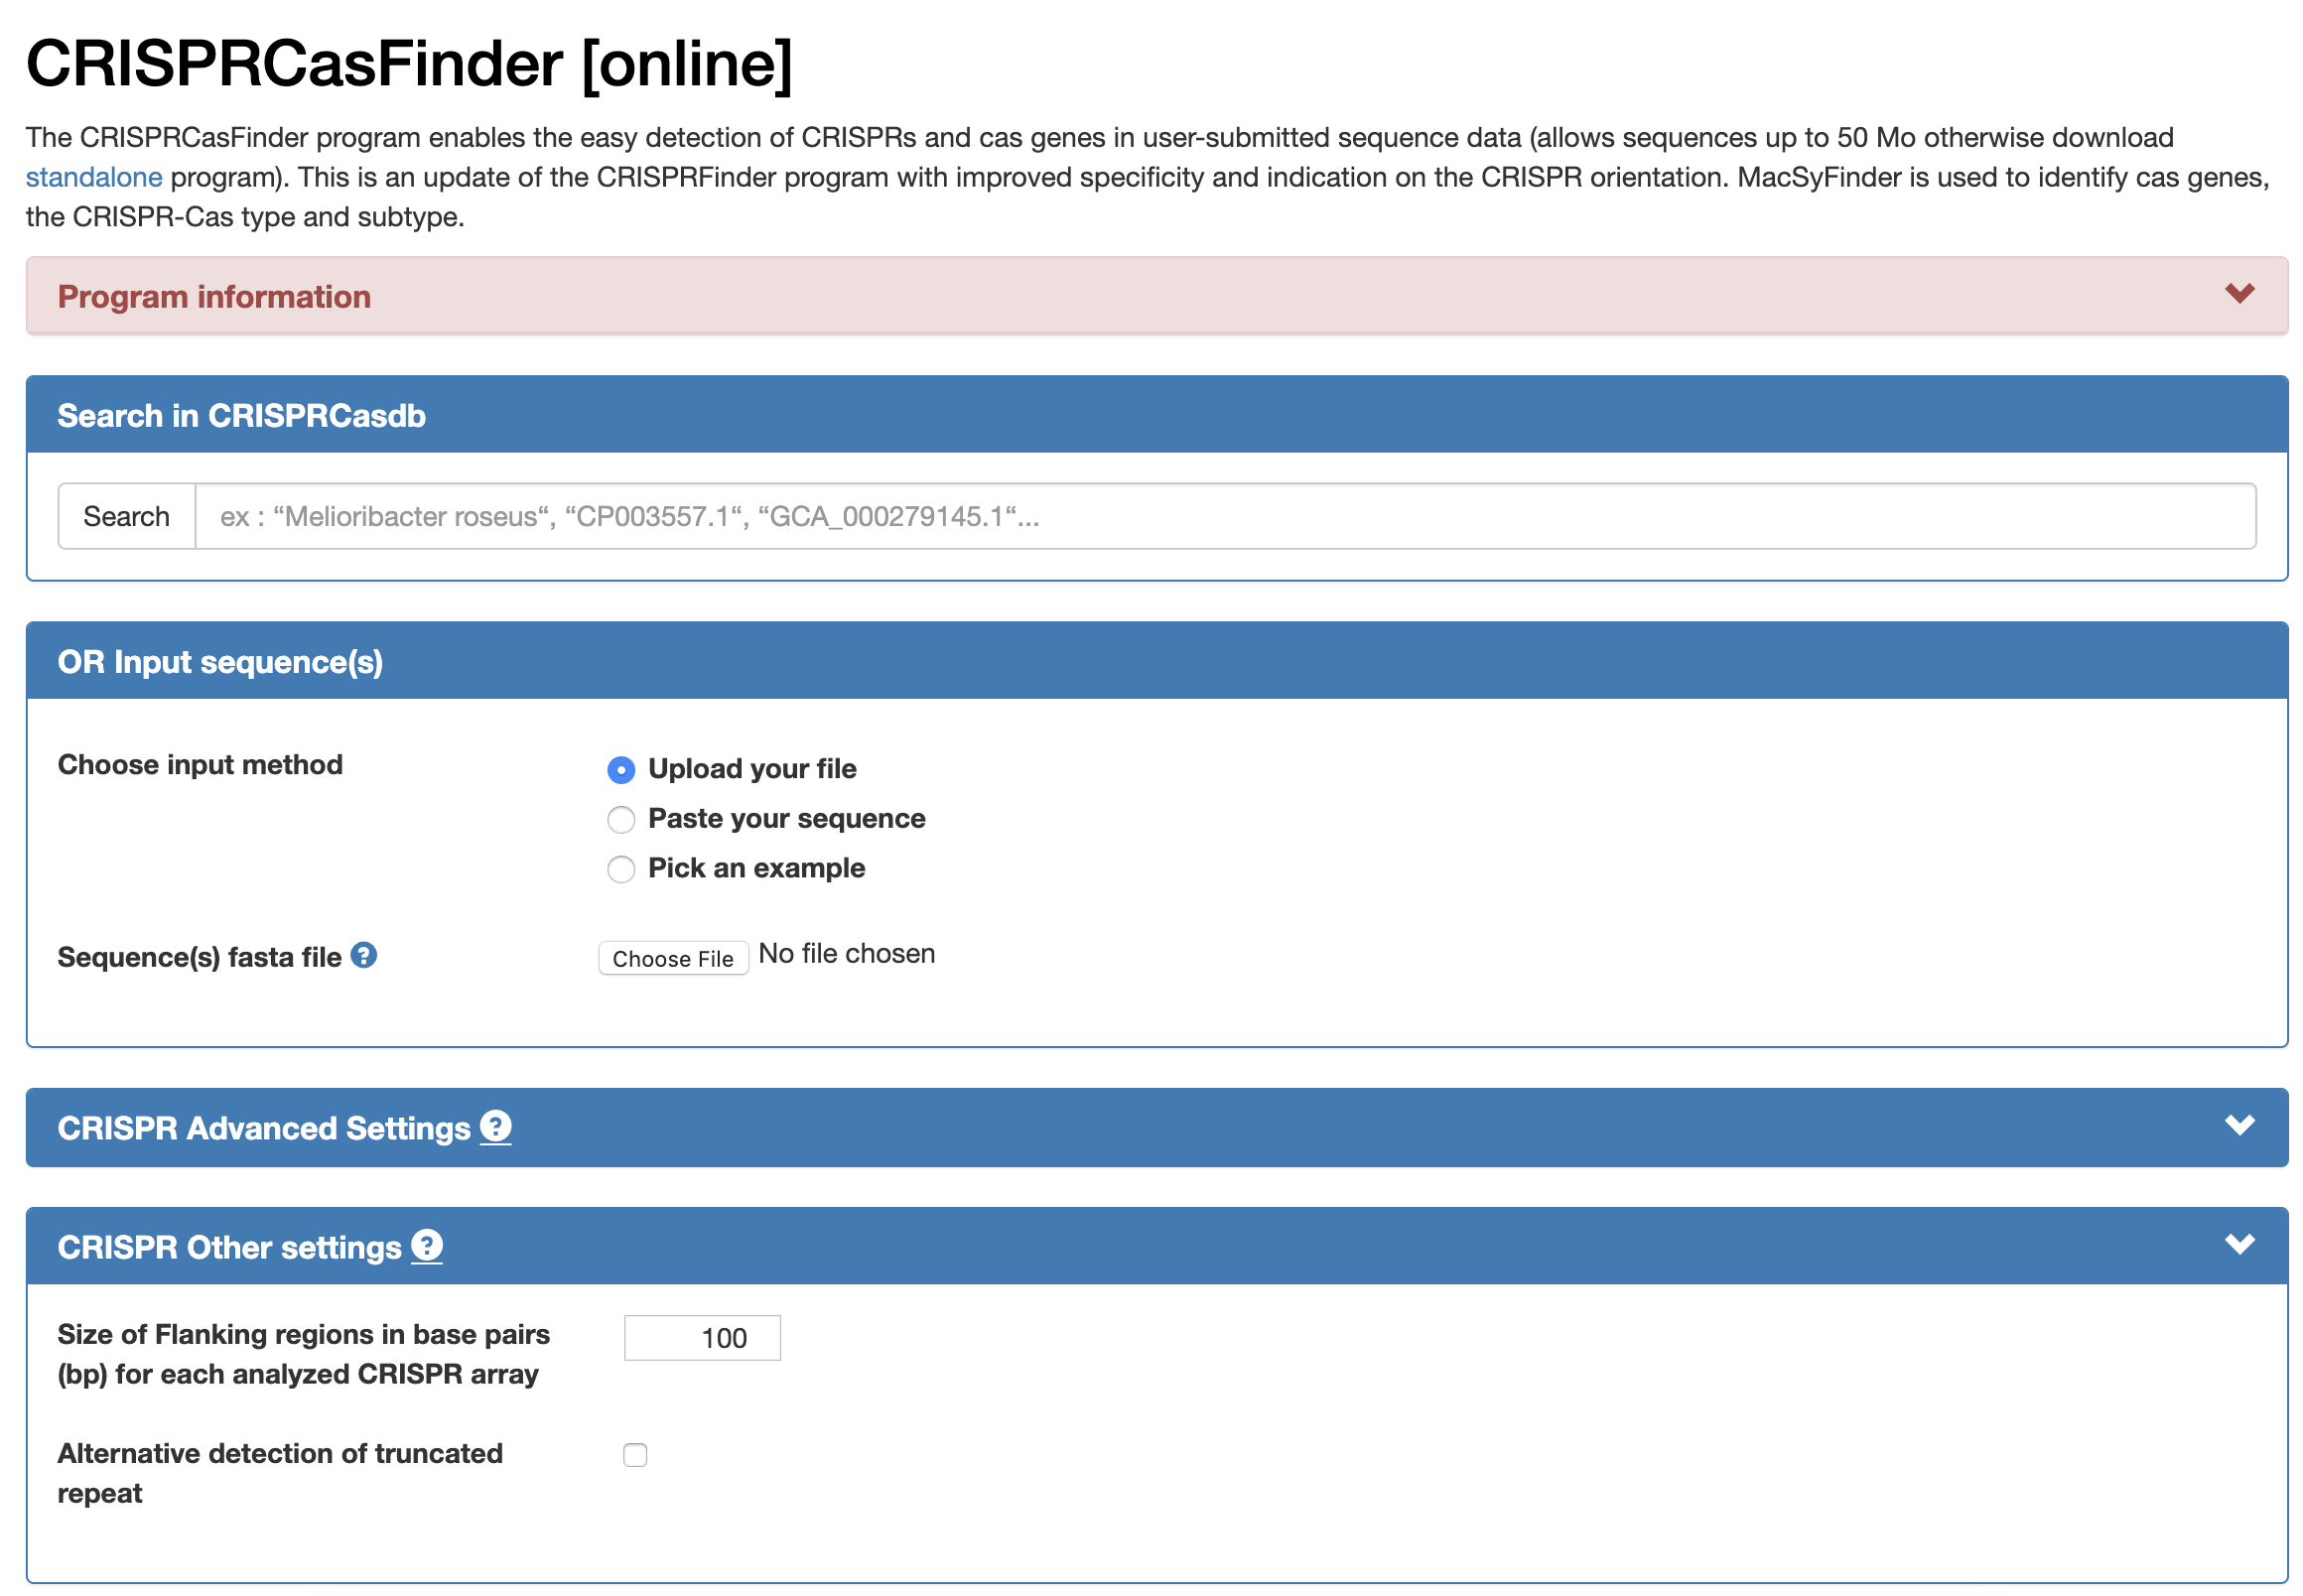 CRISPRCasFinder [online]
The CRISPRCasFinder program enables the easy detection of CRISPRs and cas genes in user-submitted sequence data (allows sequences up to 50 Mo otherwise download
standalone program). This is an update of the CRISPRFinder program with improved specificity and indication on the CRISPR orientation. MacSyFinder is used to identify cas genes,
the CRISPR-Cas type and subtype.
Program information
Search in CRISPRCasdb
Search ex : “Melioribacter roseus“, “CP003557.1“, “GCA_000279145.1“...
OR Input sequence(s)
Choose input method
Upload your file
Paste your sequence
Pick an example
Sequence(s) fasta file ? Choose File No file chosen
CRISPR Advanced Settings ?
CRISPR Other settings ?
Size of Flanking regions in base pairs
(bp) for each analyzed CRISPR array
100
Alternative detection of truncated
repeat